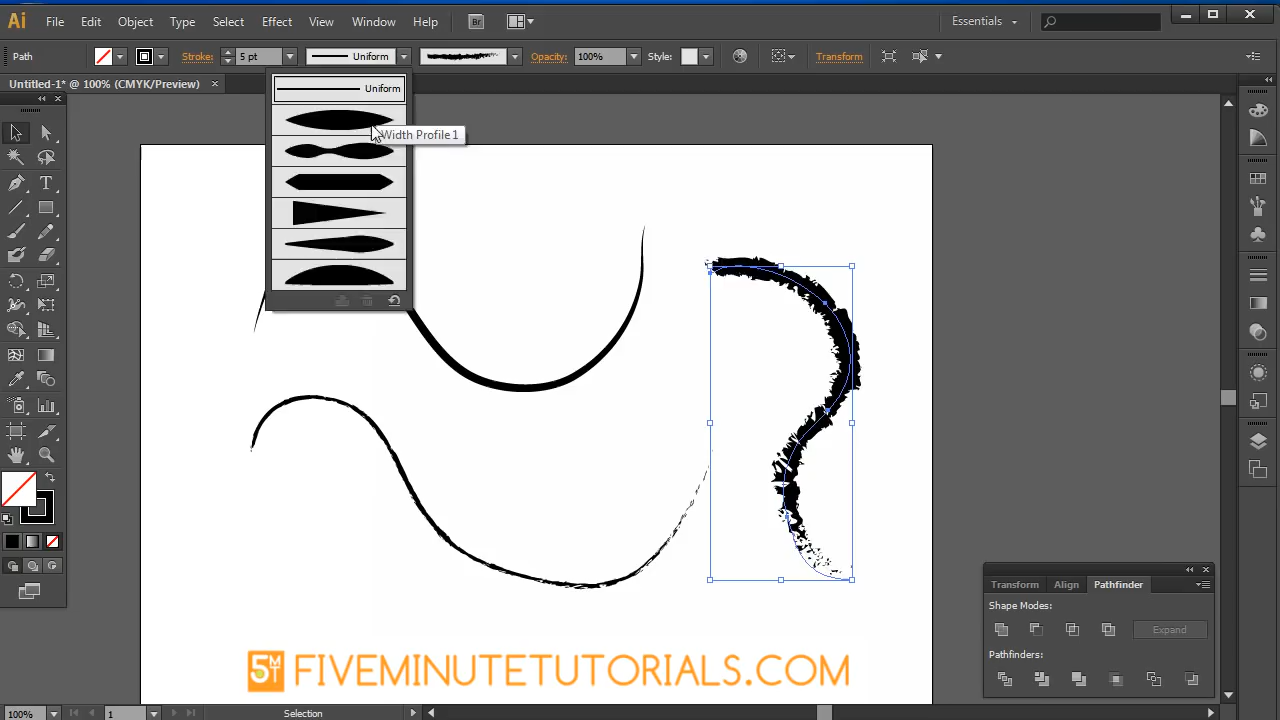 Ai File Edit Object Type Select Effect View Window Help Br Essentials
Path Stroke: 5 pt Uniform Opacity: 100% Style: Transform
Untitled-1* @ 100% (CMYK/Preview)
Uniform
Width Profile 1
Transform Align Pathfinder
Shape Modes:
Expand
Pathfinders:
5MT FIVEMINUTETUTORIALS.COM
100% 1 Selection